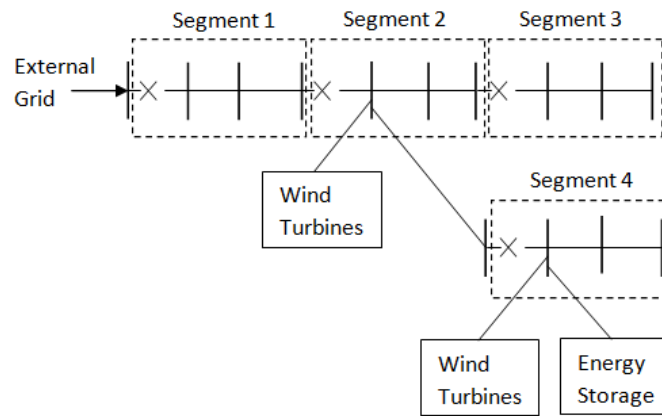 Segment 1
Segment 2
Segment 3
External
Grid
Wind
Turbines
Segment 4
Wind
Turbines
Energy
Storage